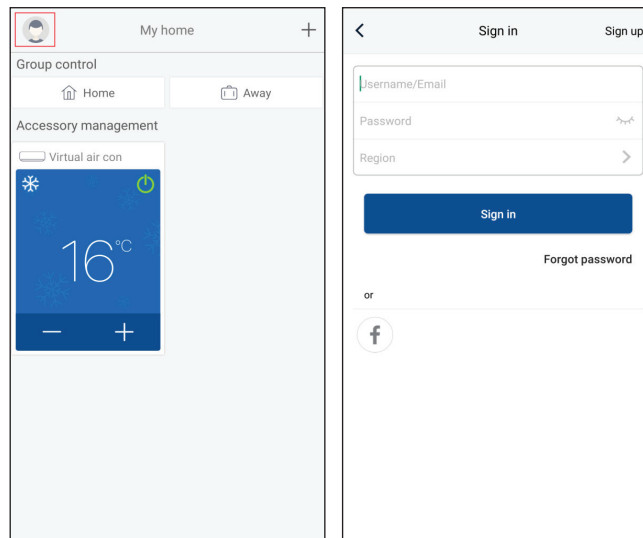 My home
Group control
Home
Away
Accessory management
Virtual air con
16°C
Sign in
Sign up
Username/Email
Password
Region
Sign in
Forgot password
or
f